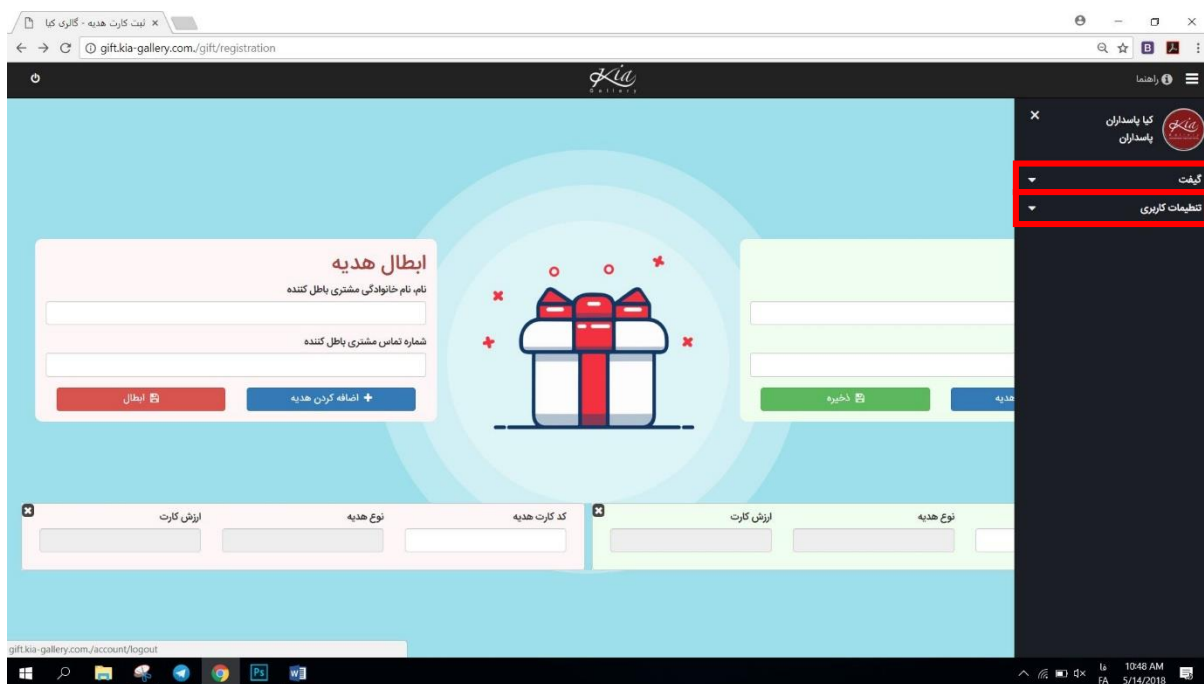 ثبت کارت هدیه - گالری کیا
gift.kia-gallery.com./gift/registration
راهنما
Kia
Gallery
Kia
کیا پاسداران
پاسداران
گیفت
تنظیمات کاربری
ابطال هدیه
نام، نام خانوادگی مشتری باطل کننده
شماره تماس مشتری باطل کننده
اضافه کردن هدیه
ابطال
هدیه
ذخیره
نوع هدیه
ارزش کارت
کد کارت هدیه
نوع هدیه
ارزش کارت
gift.kia-gallery.com./account/logout
Ps
W
فا
FA
10:48 AM
5/14/2018
B